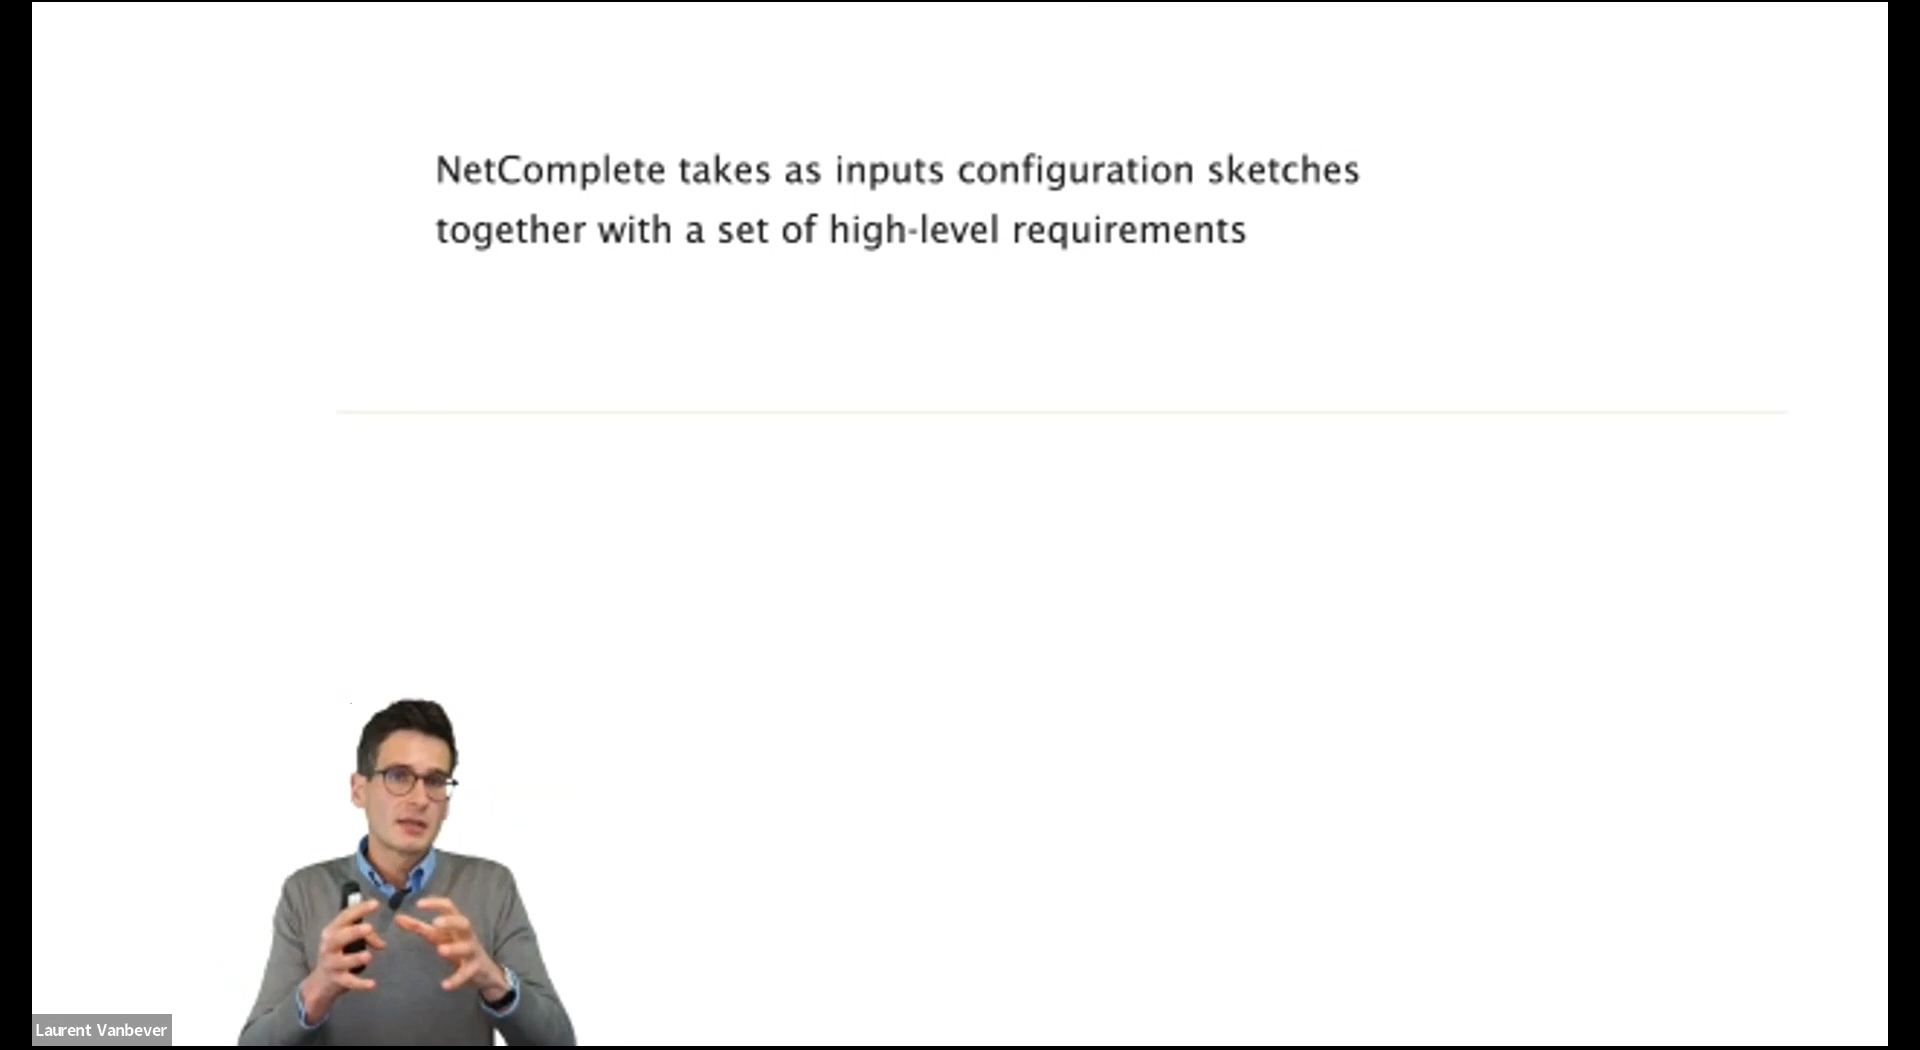 NetComplete takes as inputs configuration sketches
together with a set of high-level requirements
Laurent Vanbever